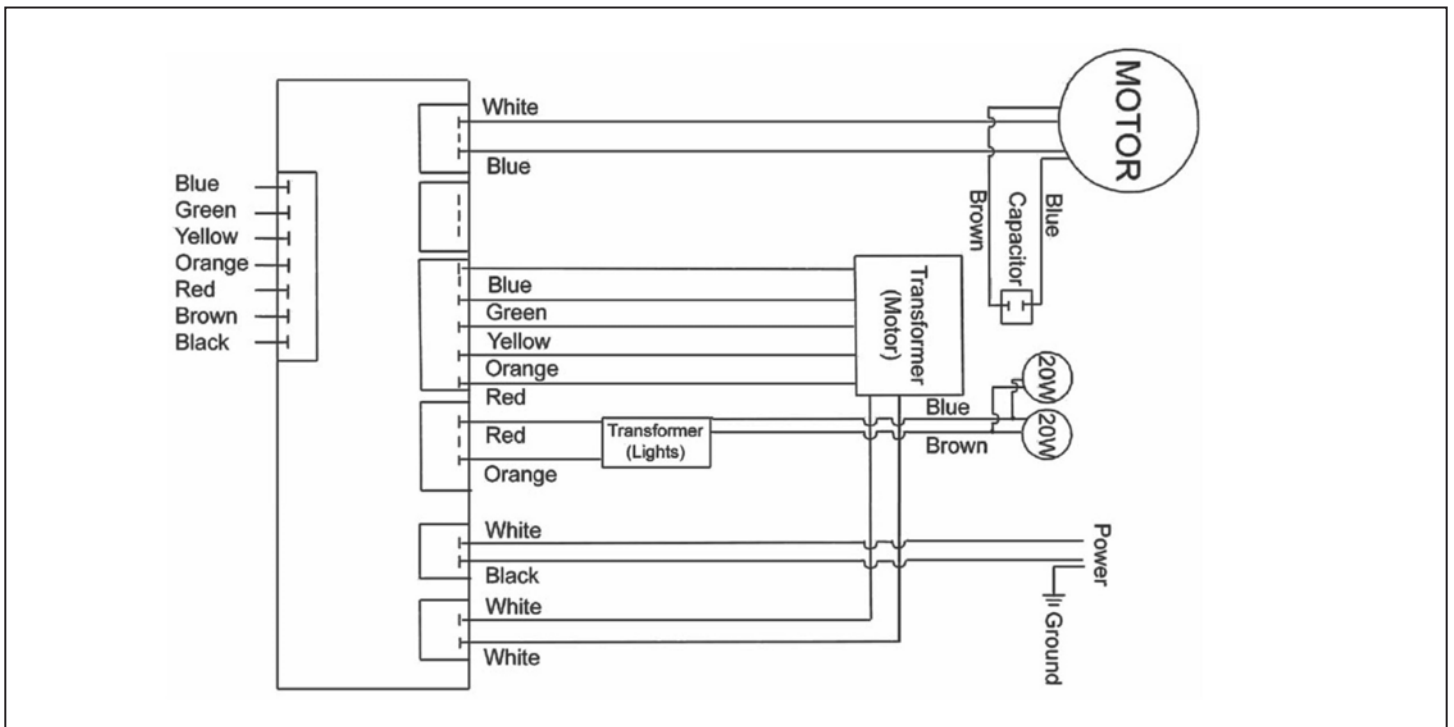 Blue
Green
Yellow
Orange
Red
Brown
Black
White
Blue
Blue
Green
Yellow
Orange
Red
Red
Orange
White
Black
White
White
MOTOR
Brown
Capacitor
Blue
Transformer
(Motor)
20W
20W
Blue
Brown
Transformer
(Lights)
Power
Ground